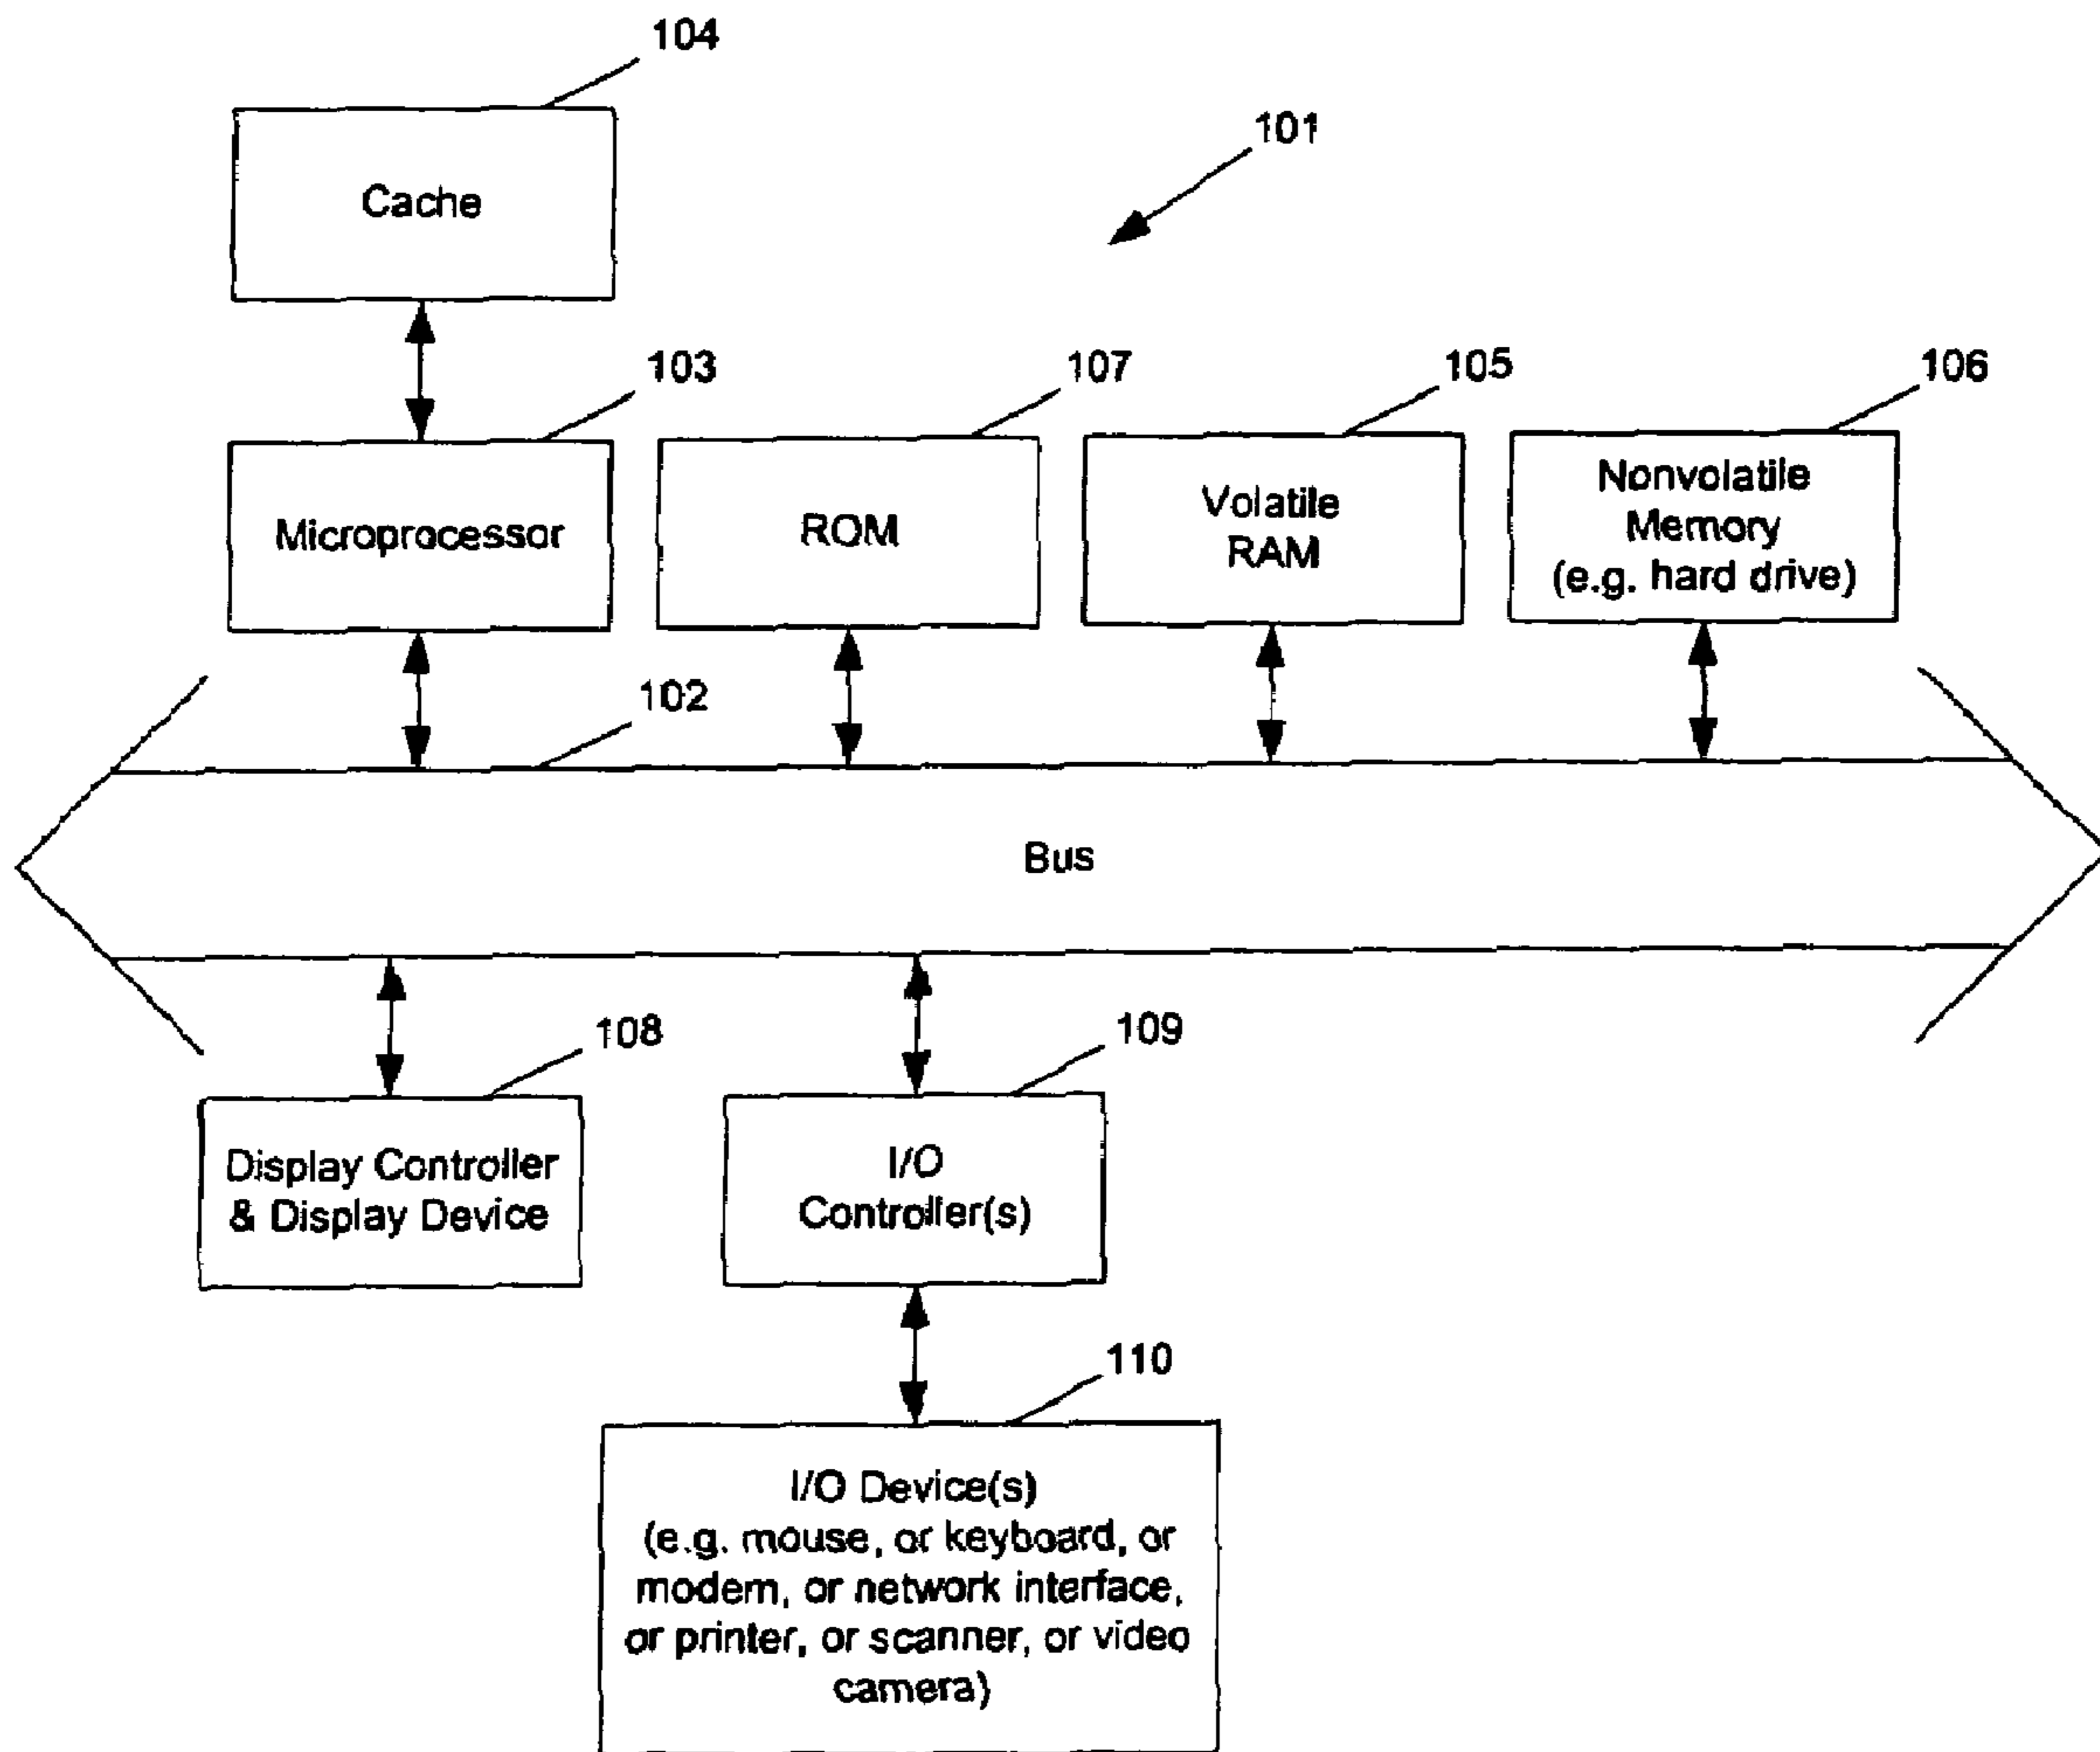 104
101
Cache
103
107
105
106
Microprocessor
ROM
Volatile
RAM
Nonvolatile
Memory
(e.g. hard drive)
102
Bus
108
109
Display Controller
& Display Device
I/O
Controller(s)
110
I/O Device(s)
(e.g. mouse, or keyboard, or
modem, or network interface,
or printer, or scanner, or video
camera)